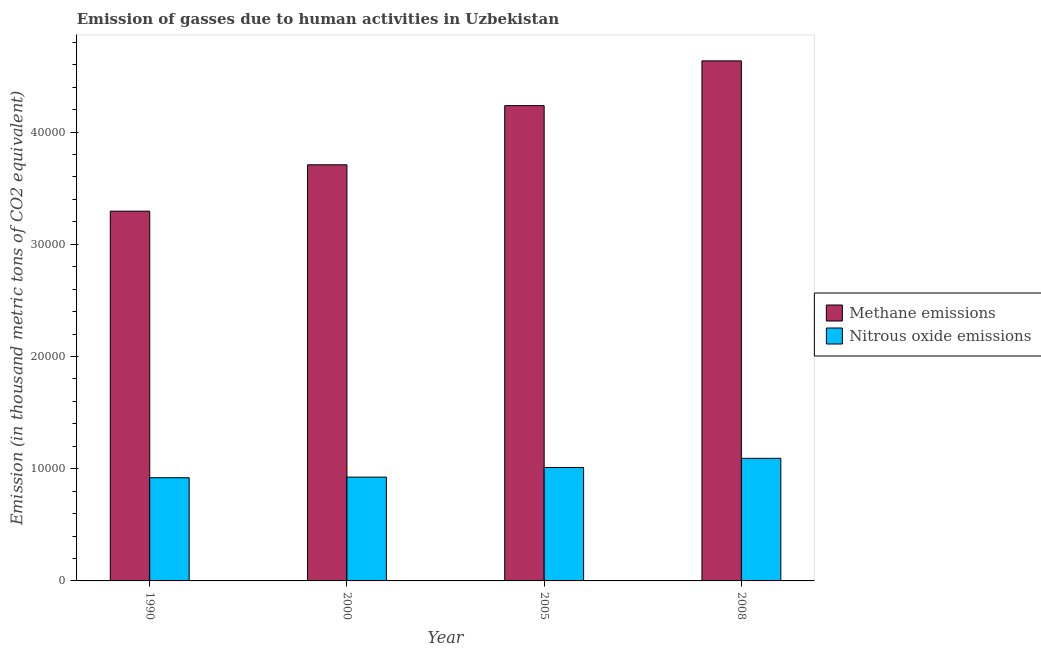 Emission of gasses due to human activities in Uzbekistan
Emission (in thousand metric tons of CO2 equivalent)
40000
30000
20000
10000
0
1990
2000
2005
2008
Year
Methane emissions
Nitrous oxide emissions